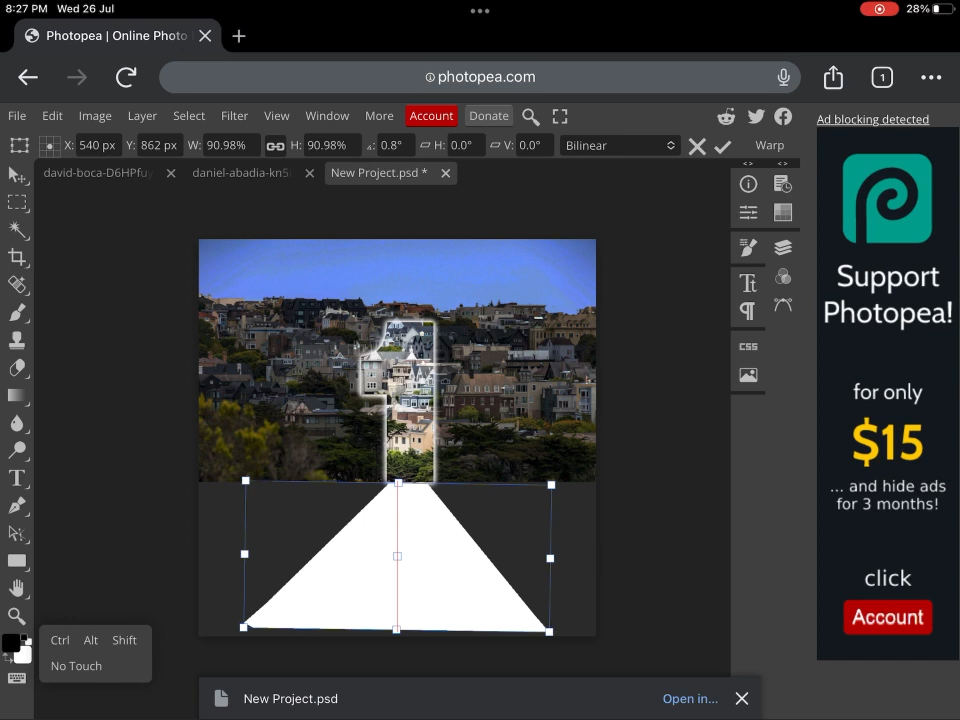 8:27 PM Wed 26 Jul
28%
Photopea | Online Photo
photopea.com
1
File Edit Image Layer Select Filter View Window More Account Donate
Ad blocking detected
X: 540 px Y: 862 px W: 90.98% H: 90.98% ⊿: 0.8° H: 0.0° V: 0.0° Bilinear Warp
david-boca-D6HPfuy
daniel-abadia-kn5
New Project.psd *
CSS
Support
Photopea!
for only
$15
... and hide ads
for 3 months!
click
Account
Ctrl Alt Shift
No Touch
New Project.psd Open in...